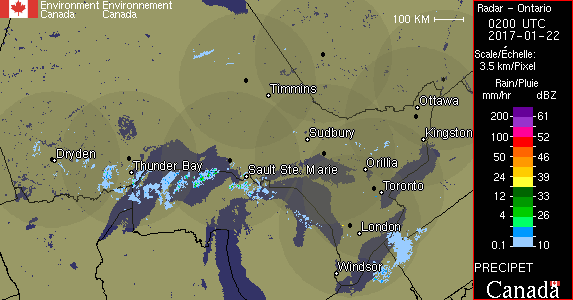 Environment Environnement
Canada Canada
100 KM
Timmins
Ottawa
Sudbury
Kingston
Dryden
Thunder Bay
Sault Ste. Marie
Orillia
Toronto
London
Windsor
Radar - Ontario
0200 UTC
2017-01-22
Scale/Échelle:
3.5 km/Pixel
Rain/Pluie
mm/hr dBZ
200 61
100 52
50 46
24 39
12 33
4 26
0.1 10
PRECIPET
Canada